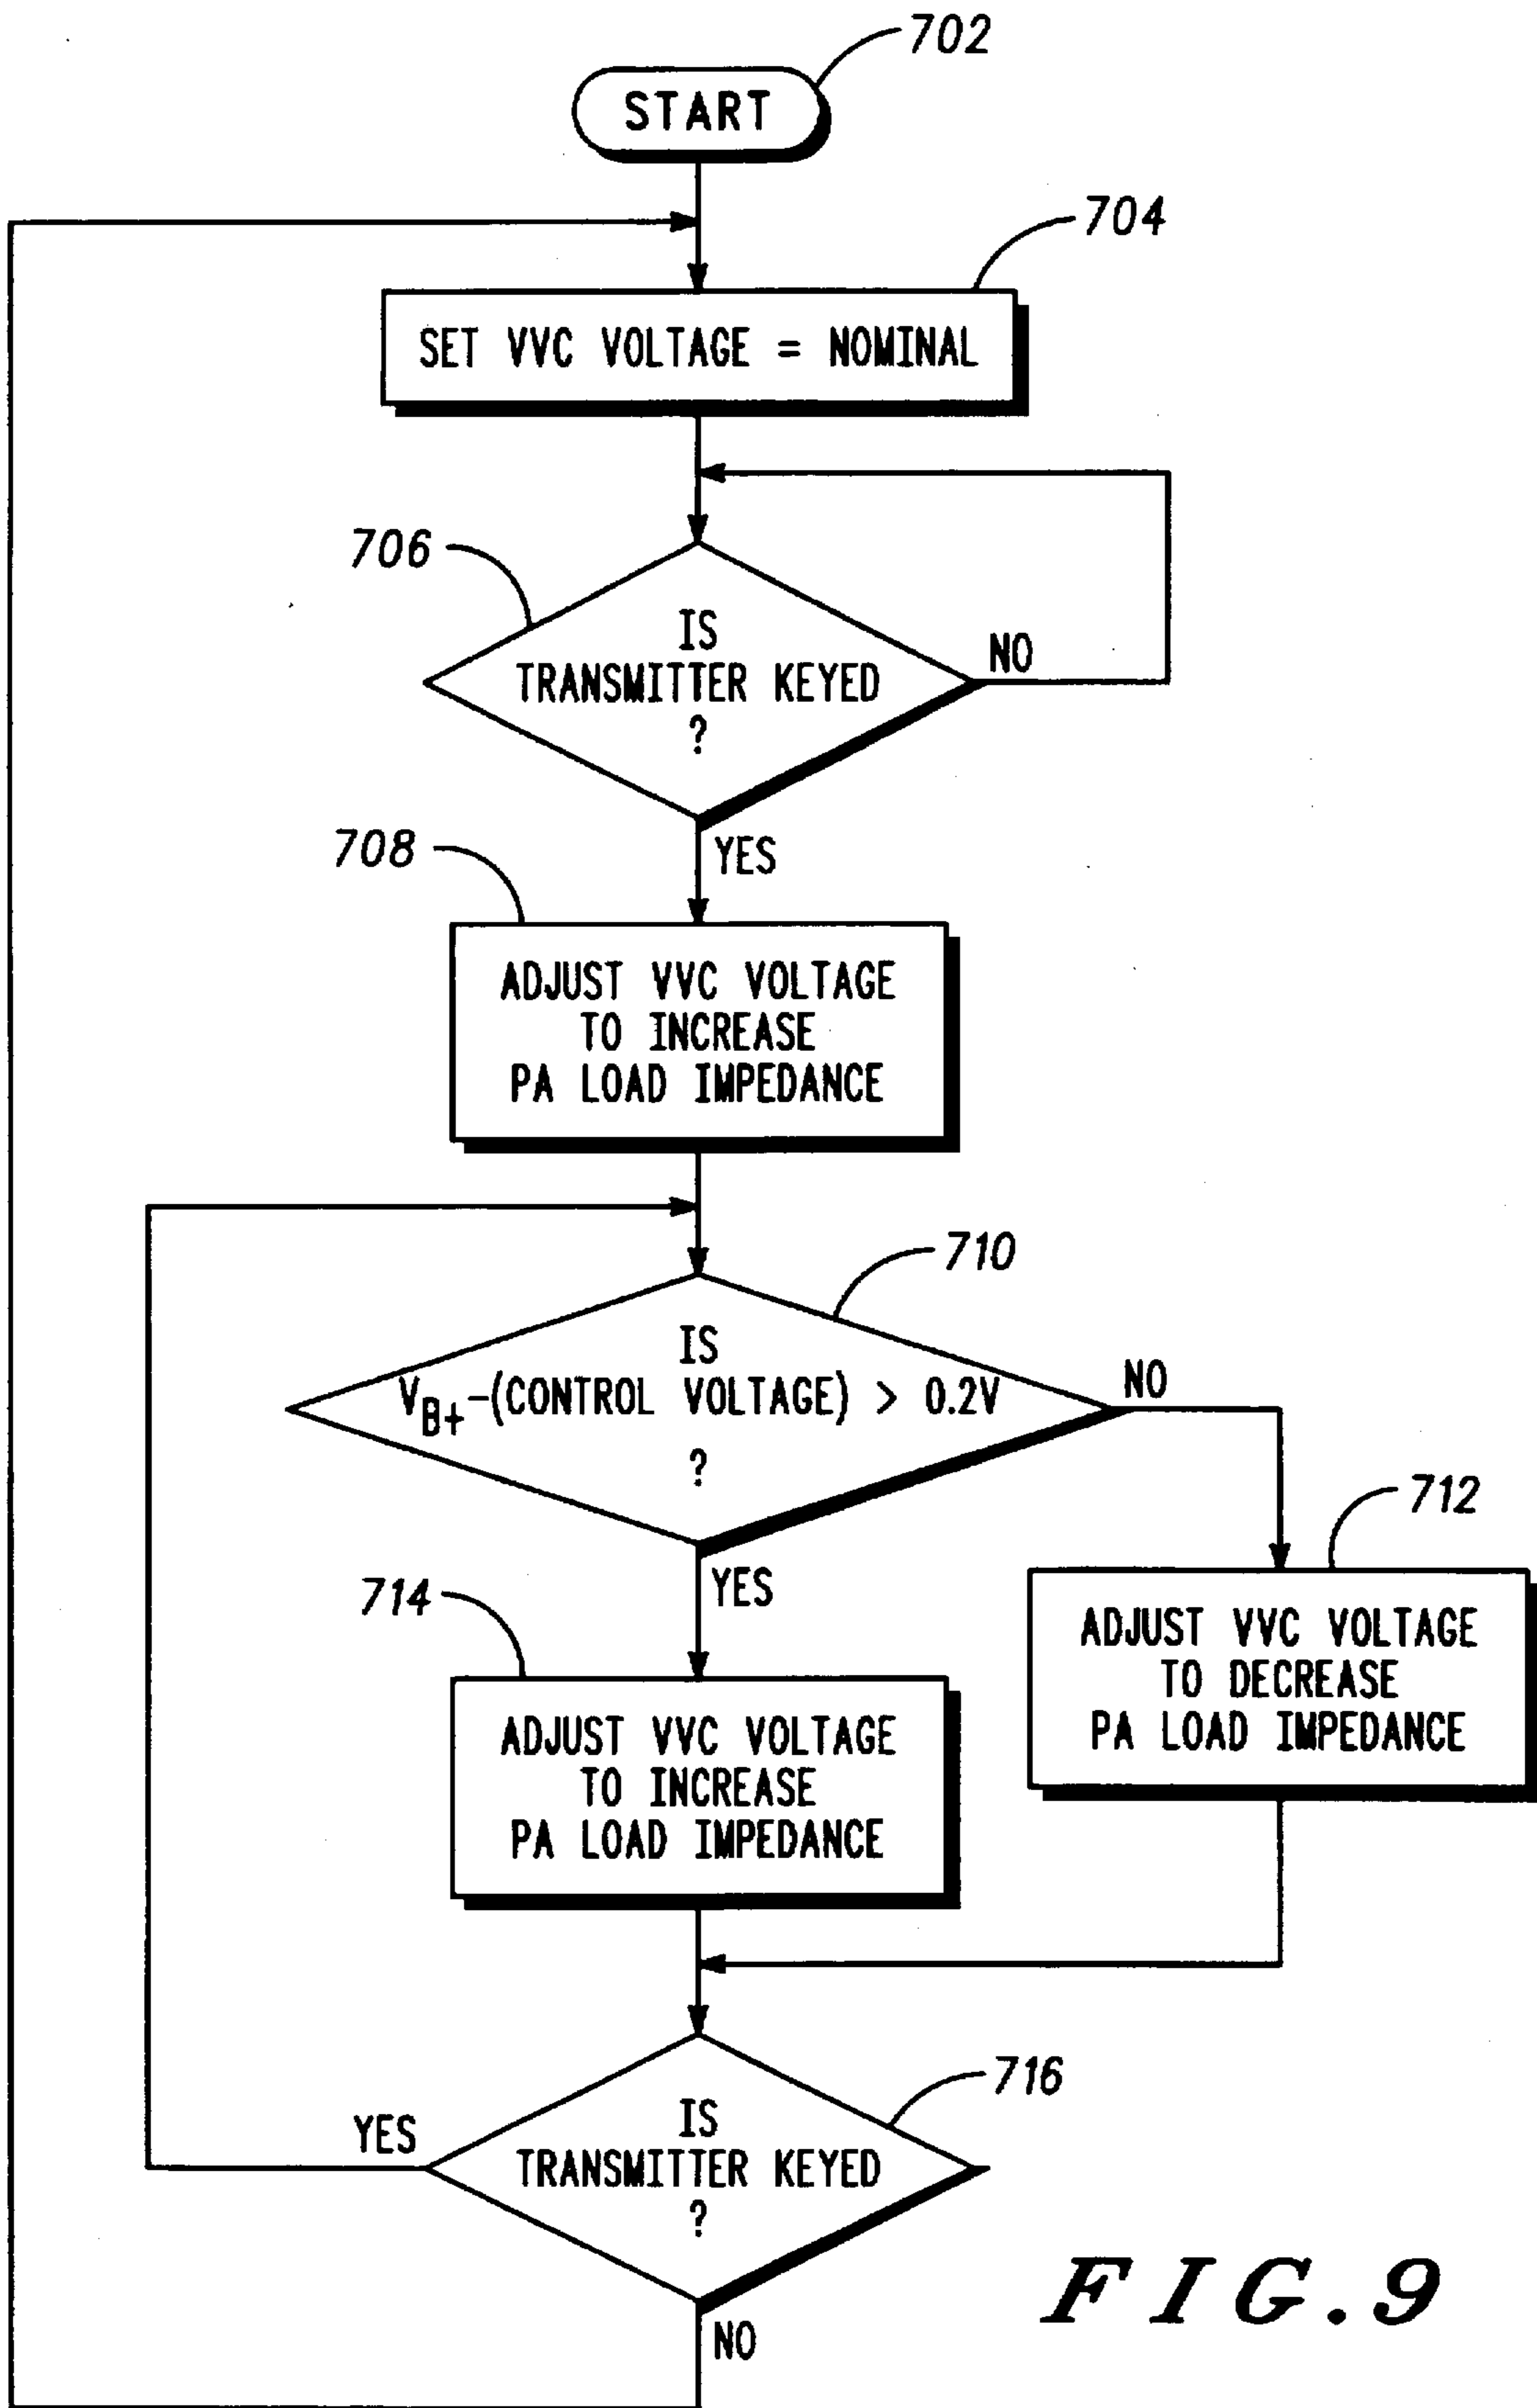 702
START
704
SET VVC VOLTAGE = NOMINAL
706
IS
TRANSMITTER KEYED
?
NO
YES
708
ADJUST VVC VOLTAGE
TO INCREASE
PA LOAD IMPEDANCE
710
IS
VB+-(CONTROL VOLTAGE) > 0.2V
?
NO
YES
712
ADJUST VVC VOLTAGE
TO DECREASE
PA LOAD IMPEDANCE
714
ADJUST VVC VOLTAGE
TO INCREASE
PA LOAD IMPEDANCE
716
IS
TRANSMITTER KEYED
?
YES
NO
FIG.9